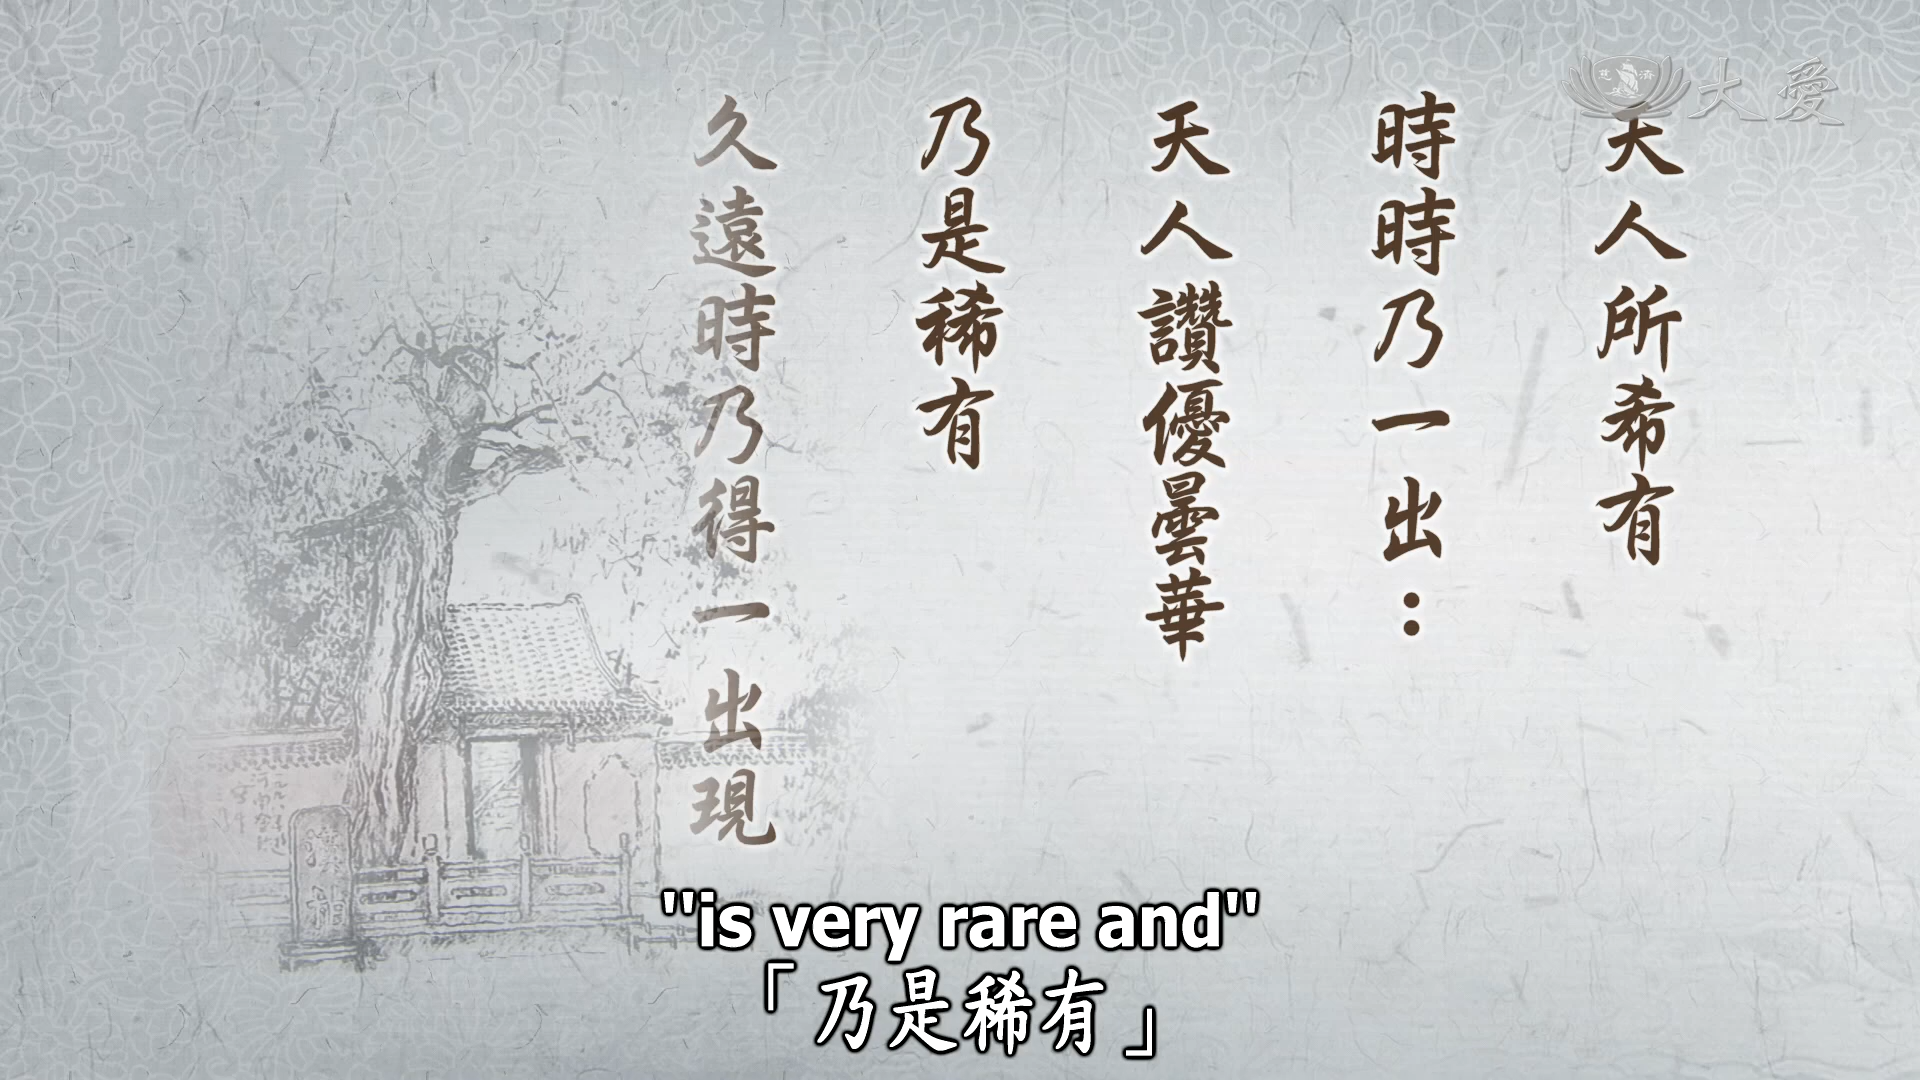 大愛
慈濟
天人所希有
時時乃一出：
天人讚優曇華
乃是稀有
久遠時乃得一出現
"is very rare and"
「乃是稀有」